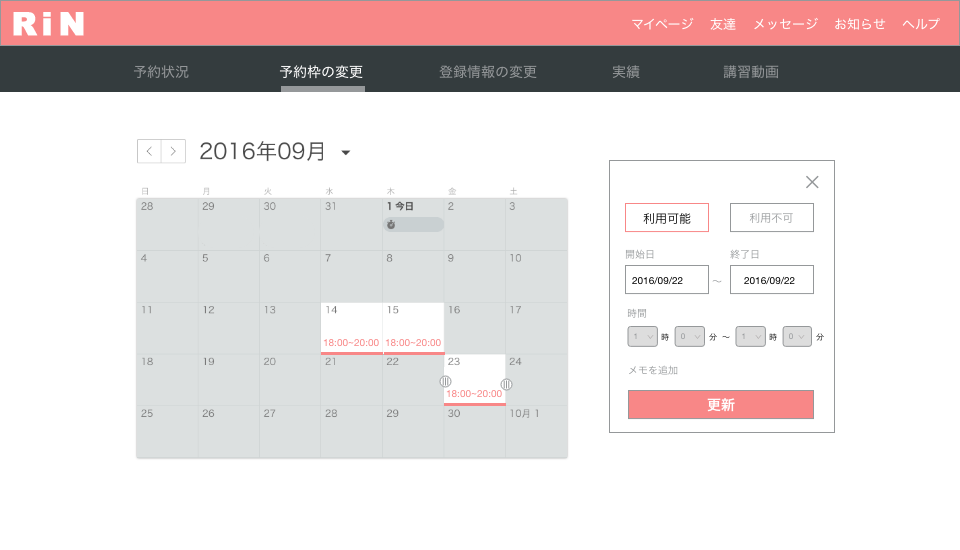 RiN
マイページ 友達 メッセージ お知らせ ヘルプ
予約状況 予約枠の変更 登録情報の変更 実績 講習動画
2016年09月
日 月 火 水 木 金 土
28 29 30 31 1 今日 2 3
4 5 6 7 8 9 10
11 12 13 14 15 16 17
18:00~20:00 18:00~20:00
18 19 20 21 22 23 24
18:00~20:00
25 26 27 28 29 30 10月 1
利用可能 利用不可
開始日 終了日
2016/09/22 ～ 2016/09/22
時間
1 時 0 分 ～ 1 時 0 分
メモを追加
更新